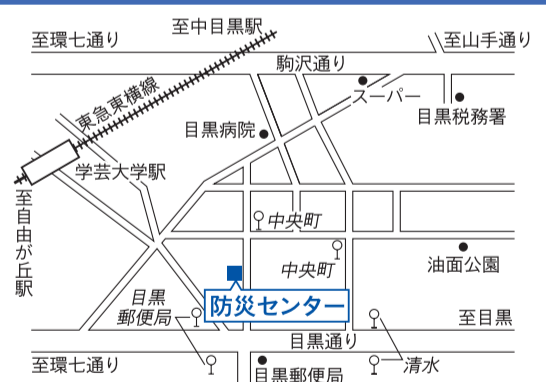 至中目黒駅
至環七通り
至山手通り
駒沢通り
東急東横線
スーパー
目黒税務署
目黒病院
学芸大学駅
至自由が丘駅
中央町
中央町
油面公園
防災センター
目黒
郵便局
至目黒
目黒通り
至環七通り
目黒郵便局
清水